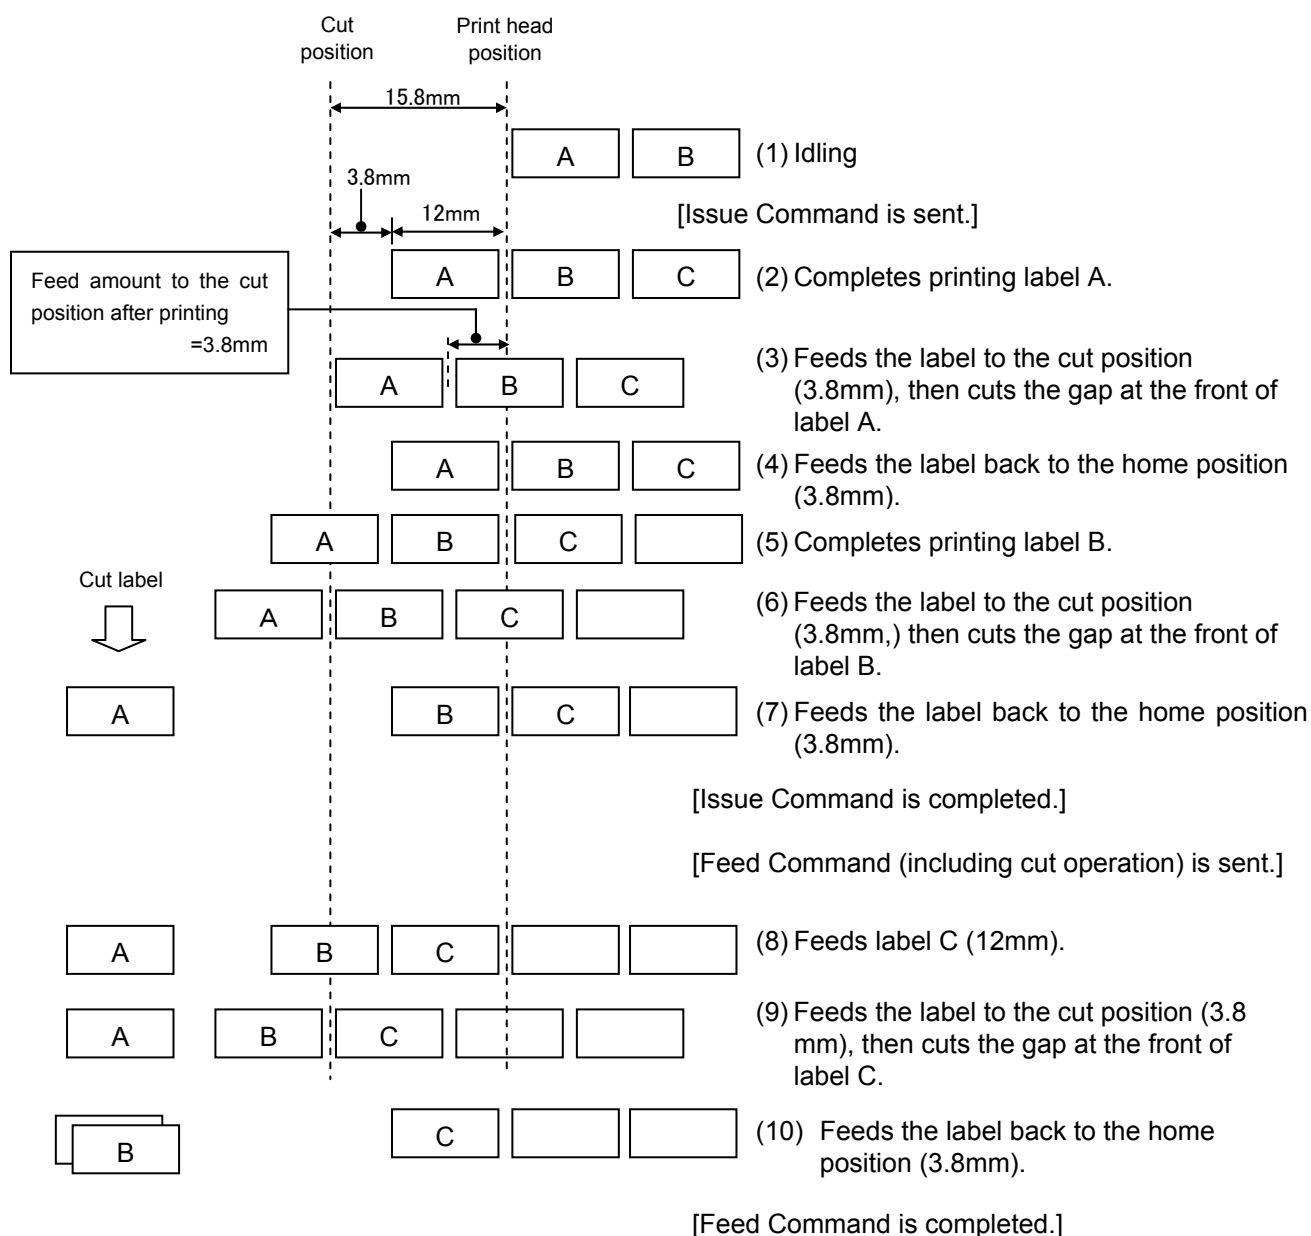 Cut
position
Print head
position
15.8mm
A B (1) Idling
3.8mm
12mm
[Issue Command is sent.]
Feed amount to the cut
position after printing
=3.8mm
A B C (2) Completes printing label A.
A B C (3) Feeds the label to the cut position
(3.8mm), then cuts the gap at the front of
label A.
A B C (4) Feeds the label back to the home position
(3.8mm).
A B C (5) Completes printing label B.
Cut label
A B C (6) Feeds the label to the cut position
(3.8mm,) then cuts the gap at the front of
label B.
A B C (7) Feeds the label back to the home position
(3.8mm).
[Issue Command is completed.]
[Feed Command (including cut operation) is sent.]
A B C (8) Feeds label C (12mm).
A B C (9) Feeds the label to the cut position (3.8
mm), then cuts the gap at the front of
label C.
B C (10) Feeds the label back to the home
position (3.8mm).
[Feed Command is completed.]